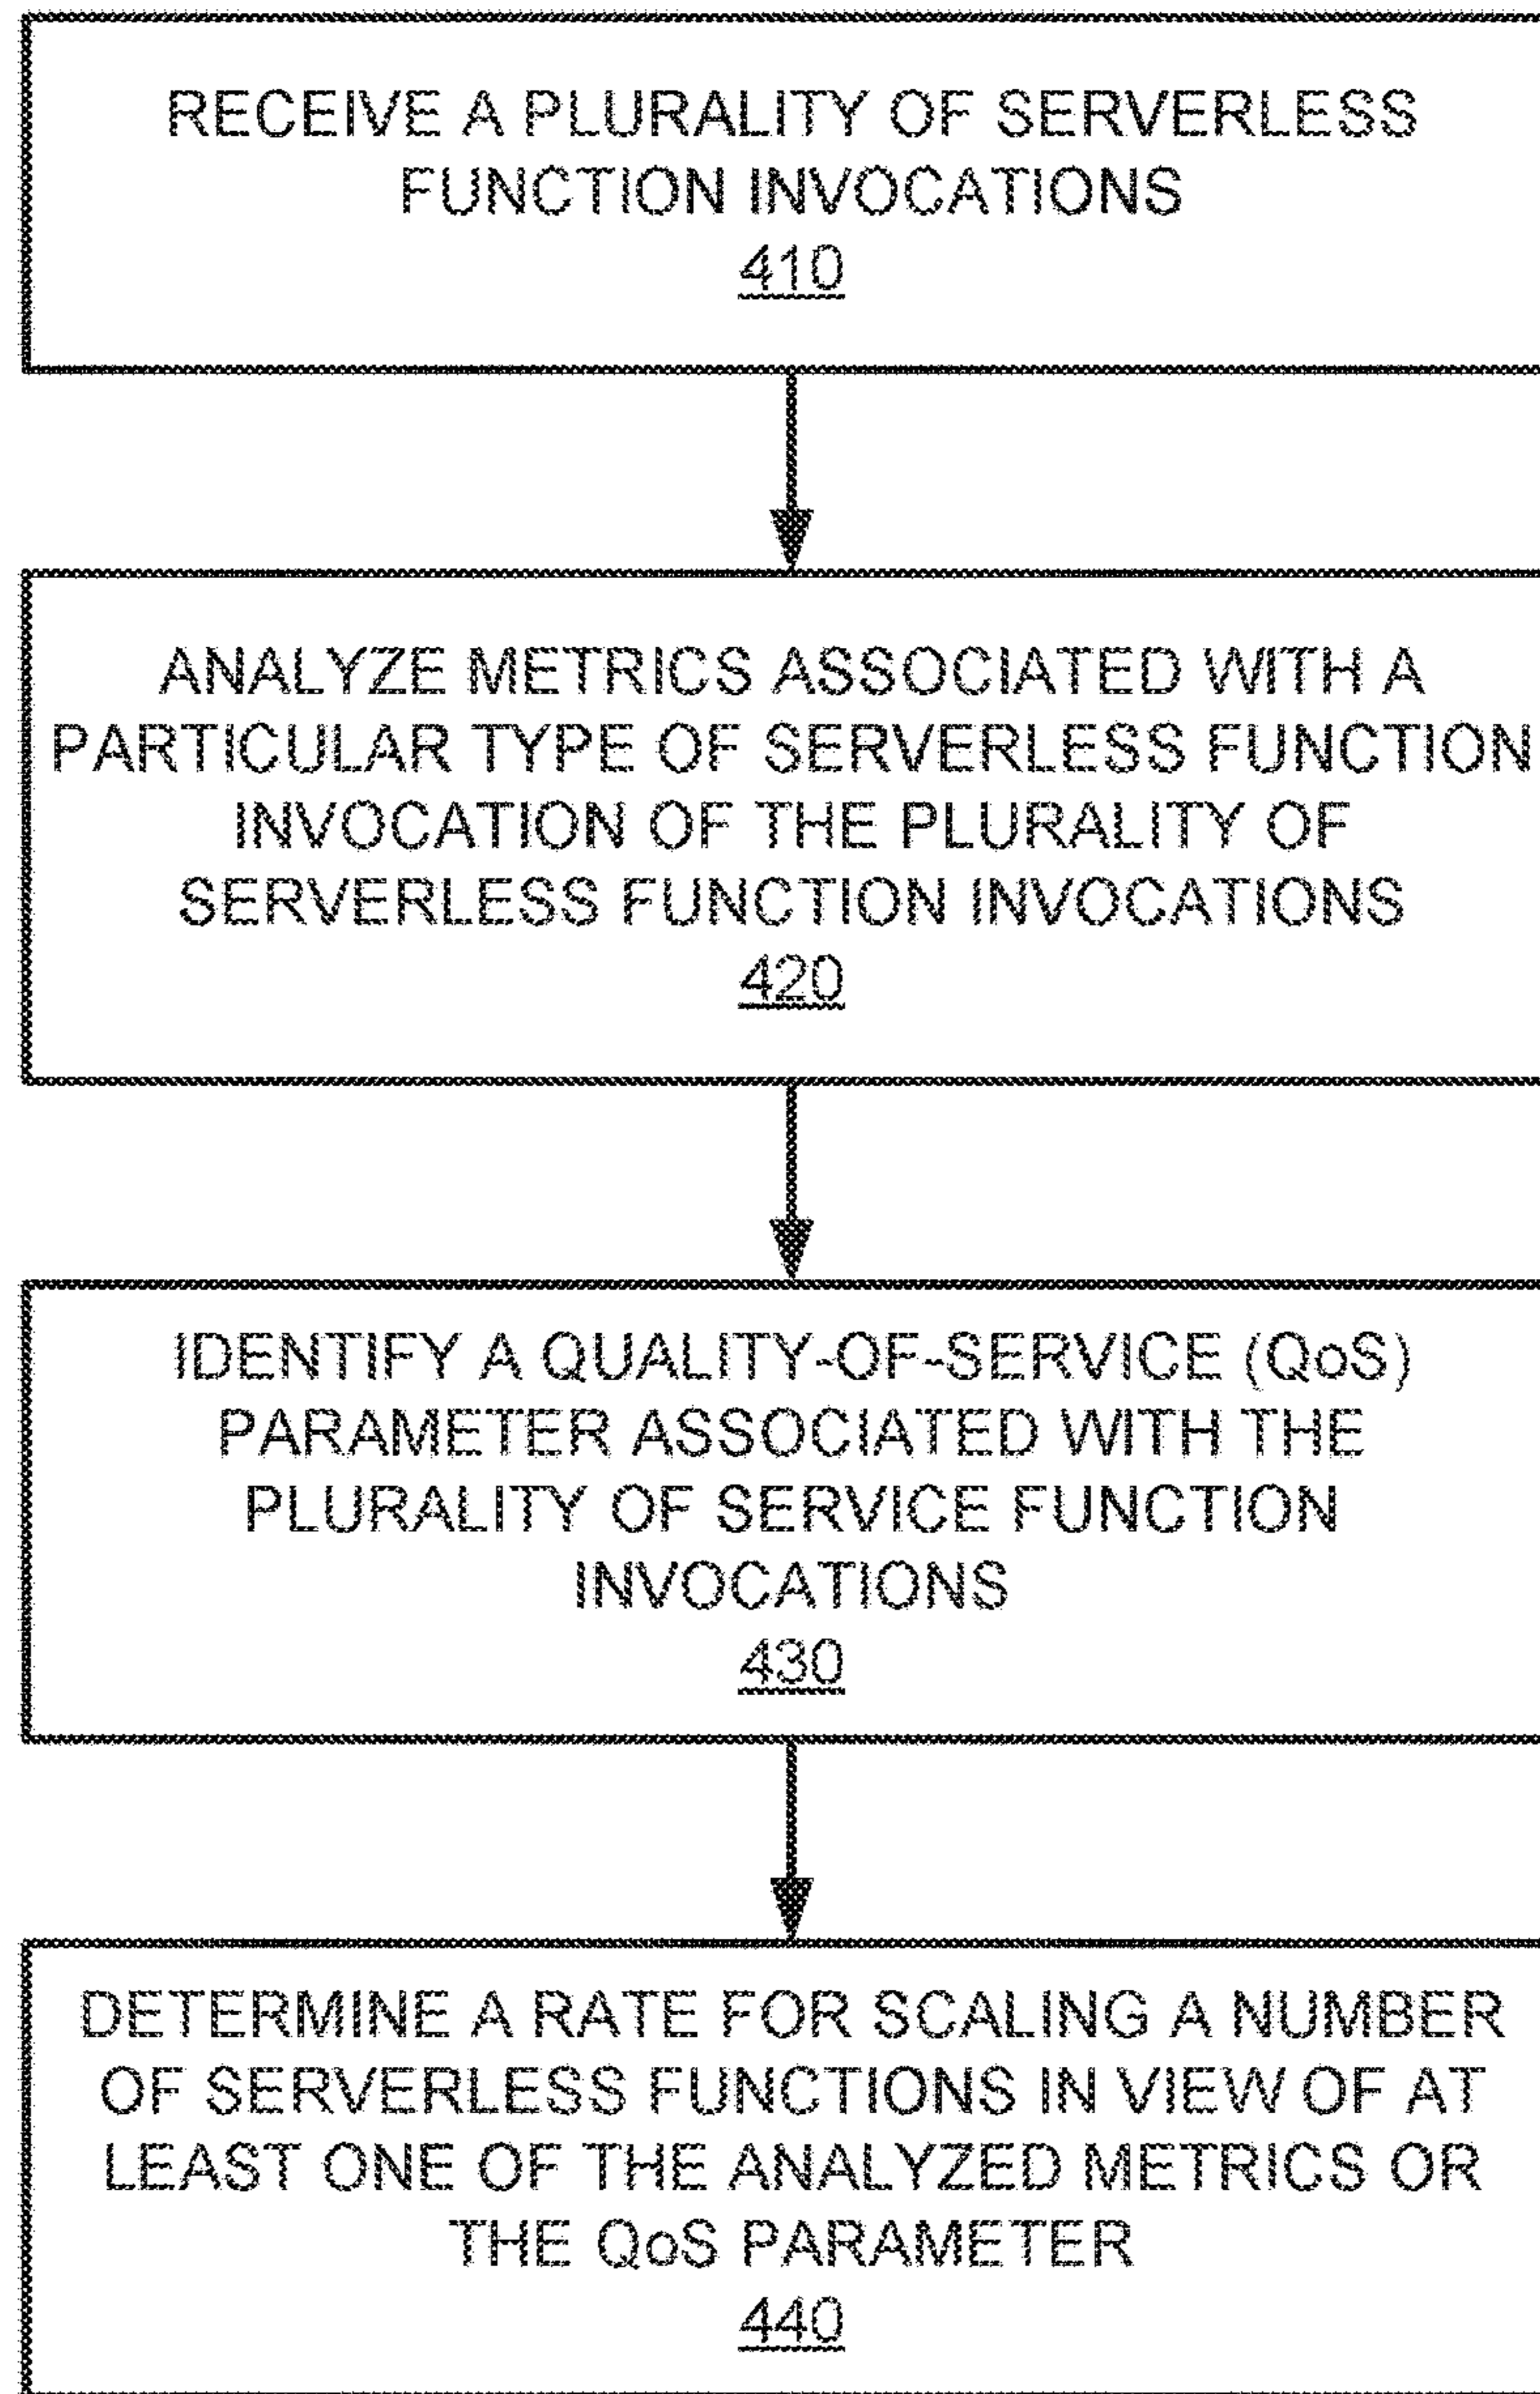 RECEIVE A PLURALITY OF SERVERLESS
FUNCTION INVOCATIONS
410
ANALYZE METRICS ASSOCIATED WITH A
PARTICULAR TYPE OF SERVERLESS FUNCTION
INVOCATION OF THE PLURALITY OF
SERVERLESS FUNCTION INVOCATIONS
420
IDENTIFY A QUALITY-OF-SERVICE (QoS)
PARAMETER ASSOCIATED WITH THE
PLURALITY OF SERVICE FUNCTION
INVOCATIONS
430
DETERMINE A RATE FOR SCALING A NUMBER
OF SERVERLESS FUNCTIONS IN VIEW OF AT
LEAST ONE OF THE ANALYZED METRICS OR
THE QoS PARAMETER
440